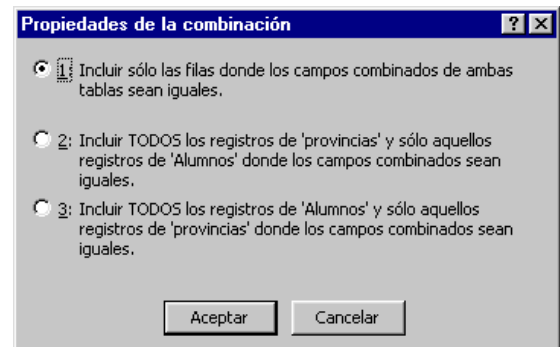 Propiedades de la combinación
1: Incluir sólo las filas donde los campos combinados de ambas
tablas sean iguales.
2: Incluir TODOS los registros de 'provincias' y sólo aquellos
registros de 'Alumnos' donde los campos combinados sean
iguales.
3: Incluir TODOS los registros de 'Alumnos' y sólo aquellos
registros de 'provincias' donde los campos combinados sean
iguales.
Aceptar Cancelar